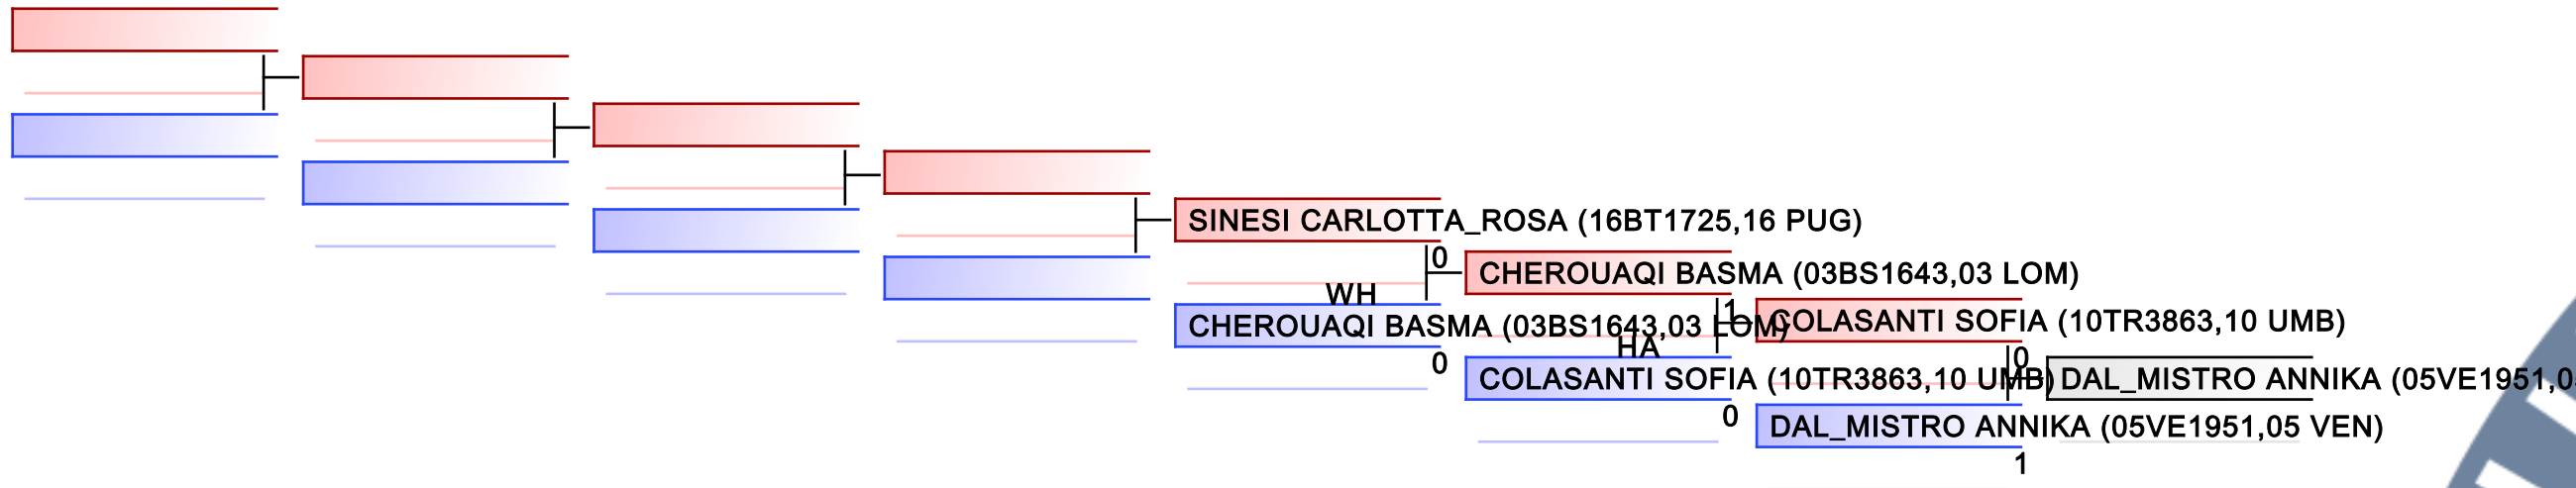 SINESI CARLOTTA_ROSA (16BT1725,16 PUG)
0
CHEROUAQI BASMA (03BS1643,03 LOM)
WH
1
COLASANTI SOFIA (10TR3863,10 UMB)
CHEROUAQI BASMA (03BS1643,03 LOM)
HA
0
0
COLASANTI SOFIA (10TR3863,10 UMB)
DAL_MISTRO ANNIKA (05VE1951,0
0
DAL_MISTRO ANNIKA (05VE1951,05 VEN)
1